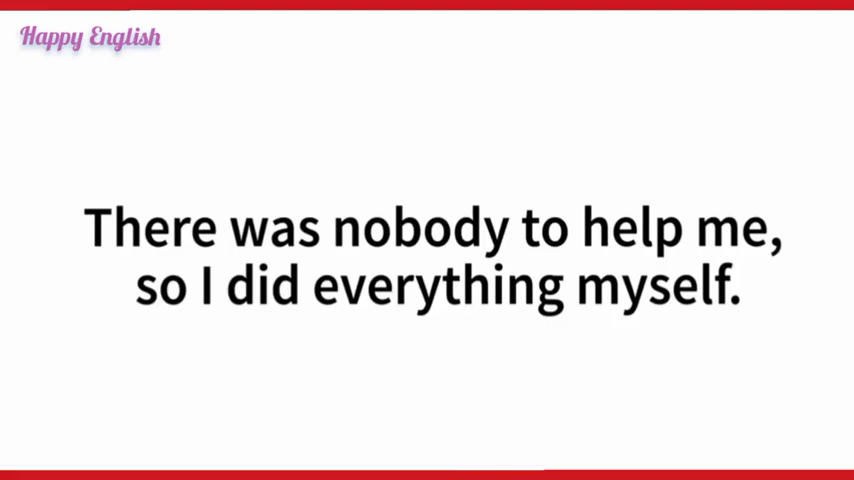 Happy English
There was nobody to help me,
so I did everything myself.